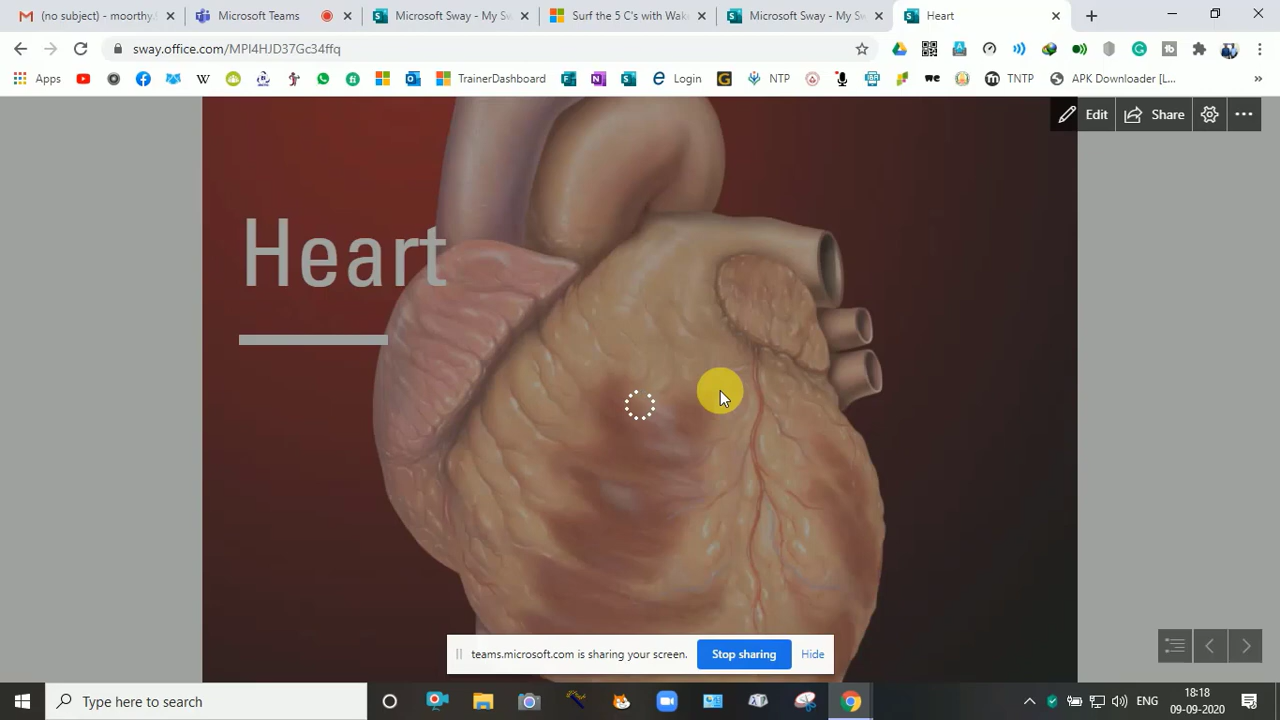 (no subject) - moorthy.
Microsoft Teams
Microsoft Sway - My Sw
Surf the 5 C's with Wak
Microsoft Sway - My Sw
Heart
sway.office.com/MPI4HJD37Gc34ffq
Apps
TrainerDashboard
Login
NTP
TNTP
APK Downloader [L...
Edit
Share
Heart
teams.microsoft.com is sharing your screen.
Stop sharing
Hide
Type here to search
ENG
18:18
09-09-2020